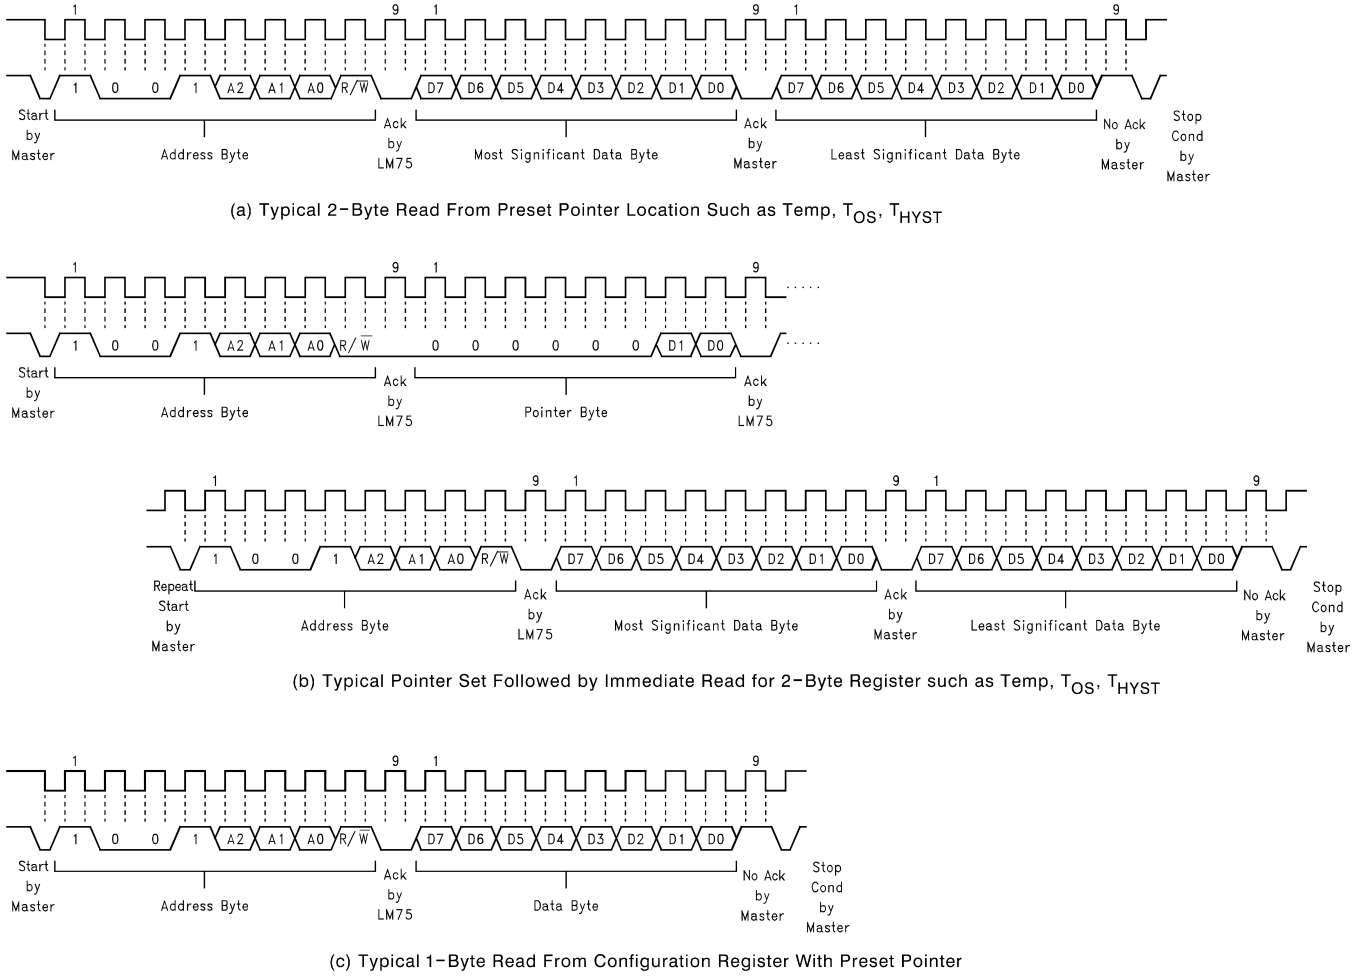 1 9 1 9 1 9
1 0 0 1 A2 A1 A0 R/W̅ D7 D6 D5 D4 D3 D2 D1 D0 D7 D6 D5 D4 D3 D2 D1 D0
Start by Master
Address Byte
Ack by LM75
Most Significant Data Byte
Ack by Master
Least Significant Data Byte
No Ack by Master
Stop Cond by Master
(a) Typical 2−Byte Read From Preset Pointer Location Such as Temp, TOS, THYST
1 9 1 9
1 0 0 1 A2 A1 A0 R/W̅ 0 0 0 0 0 0 D1 D0
Start by Master
Address Byte
Ack by LM75
Pointer Byte
Ack by LM75
1 9 1 9 1 9
1 0 0 1 A2 A1 A0 R/W̅ D7 D6 D5 D4 D3 D2 D1 D0 D7 D6 D5 D4 D3 D2 D1 D0
Repeat Start by Master
Address Byte
Ack by LM75
Most Significant Data Byte
Ack by Master
Least Significant Data Byte
No Ack by Master
Stop Cond by Master
(b) Typical Pointer Set Followed by Immediate Read for 2−Byte Register such as Temp, TOS, THYST
1 9 1 9
1 0 0 1 A2 A1 A0 R/W̅ D7 D6 D5 D4 D3 D2 D1 D0
Start by Master
Address Byte
Ack by LM75
Data Byte
No Ack by Master
Stop Cond by Master
(c) Typical 1−Byte Read From Configuration Register With Preset Pointer